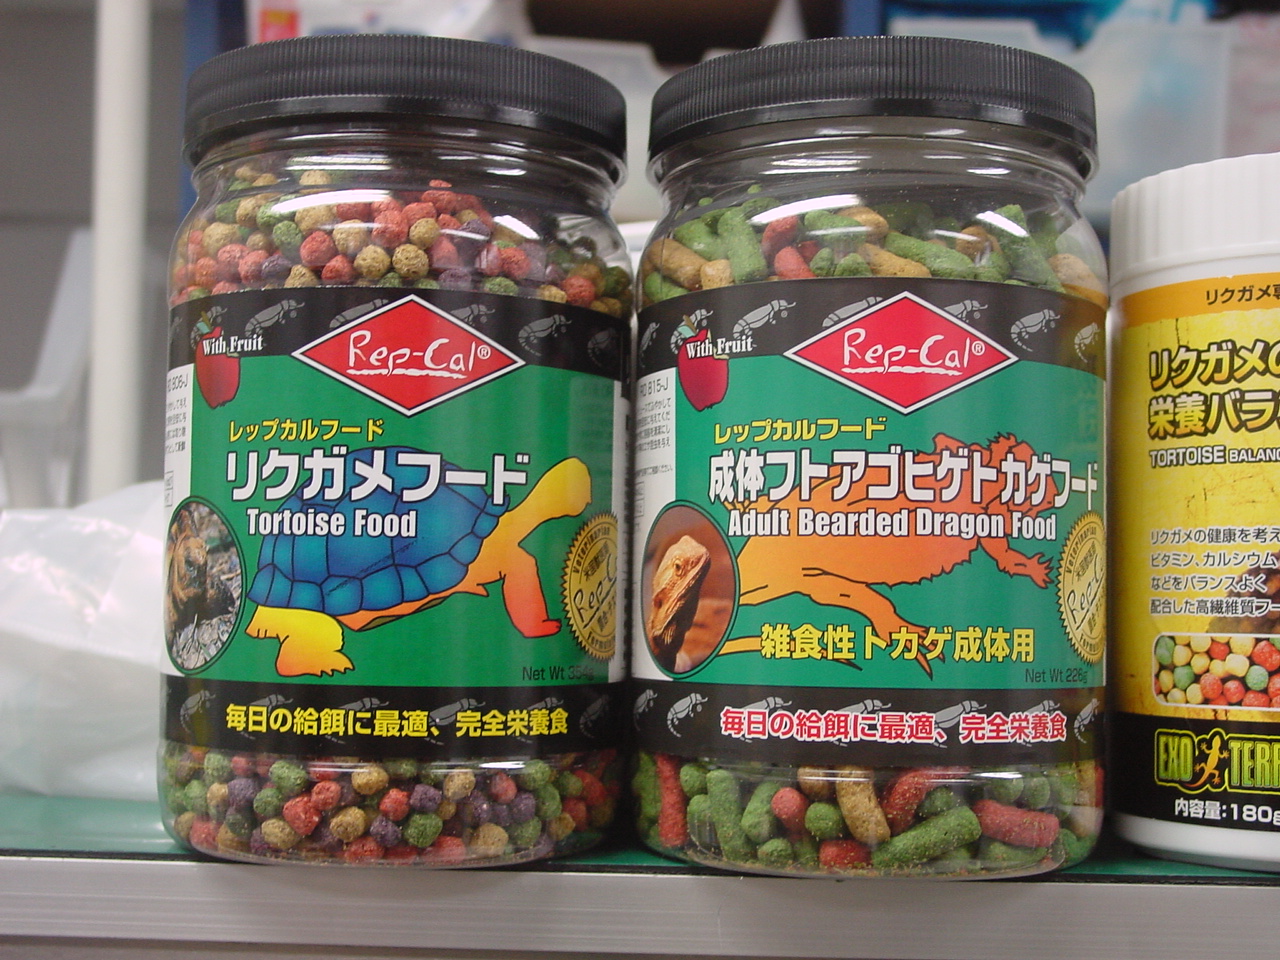 With Fruit
Rep-Cal®
レップカルフード
リクガメフード
Tortoise Food
Rep-Cal
Net Wt 354g
毎日の給餌に最適、完全栄養食
With Fruit
Rep-Cal®
815-J
レップカルフード
成体フトアゴヒゲトカゲフード
Adult Bearded Dragon Food
雑食性トカゲ成体用
Net Wt 226g
毎日の給餌に最適、完全栄養食
リクガメ
リクガメ
栄養バラ
TORTOISE BALANC
リクガメの健康を考え
ビタミン、カルシウム
などをバランスよく
配合した高繊維質フー
EXO TERR
内容量:180g